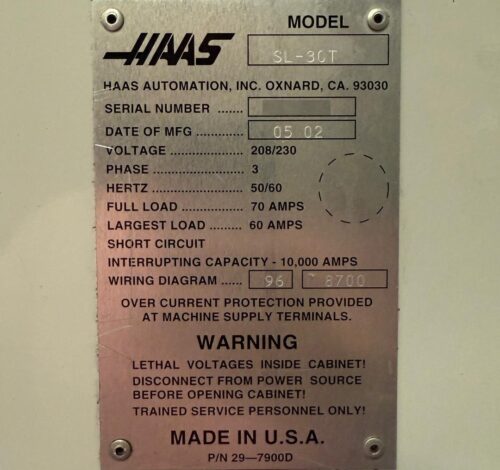 HAAS
MODEL
SL-30T
HAAS AUTOMATION, INC. OXNARD, CA. 93030
SERIAL NUMBER ............
DATE OF MFG ............ 05 02
VOLTAGE .................. 208/230
PHASE ...................... 3
HERTZ ...................... 50/60
FULL LOAD ............... 70 AMPS
LARGEST LOAD ......... 60 AMPS
SHORT CIRCUIT
INTERRUPTING CAPACITY - 10,000 AMPS
WIRING DIAGRAM ...... 96 8700
OVER CURRENT PROTECTION PROVIDED
AT MACHINE SUPPLY TERMINALS.
WARNING
LETHAL VOLTAGES INSIDE CABINET!
DISCONNECT FROM POWER SOURCE
BEFORE OPENING CABINET!
TRAINED SERVICE PERSONNEL ONLY!
MADE IN U.S.A.
P/N 29—7900D